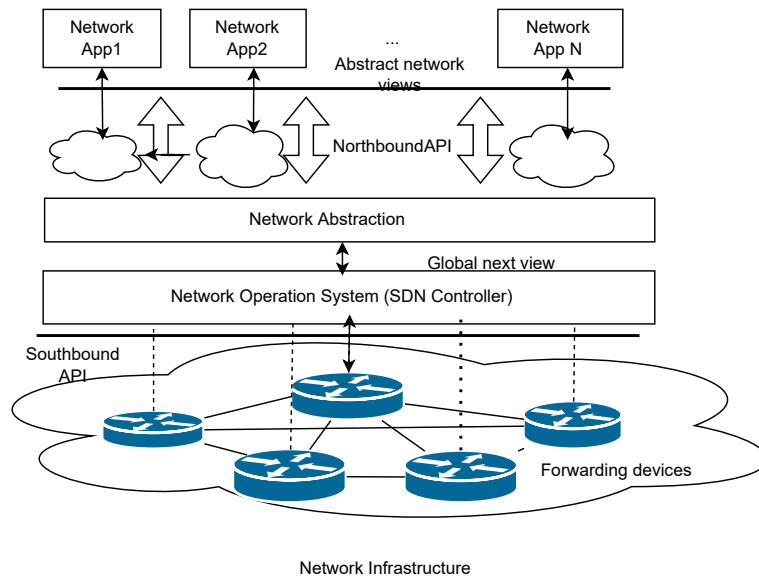 Network
App1
Network
App2
...
Network
App N
Abstract network
views
NorthboundAPI
Network Abstraction
Global next view
Network Operation System (SDN Controller)
Southbound
API
Forwarding devices
Network Infrastructure